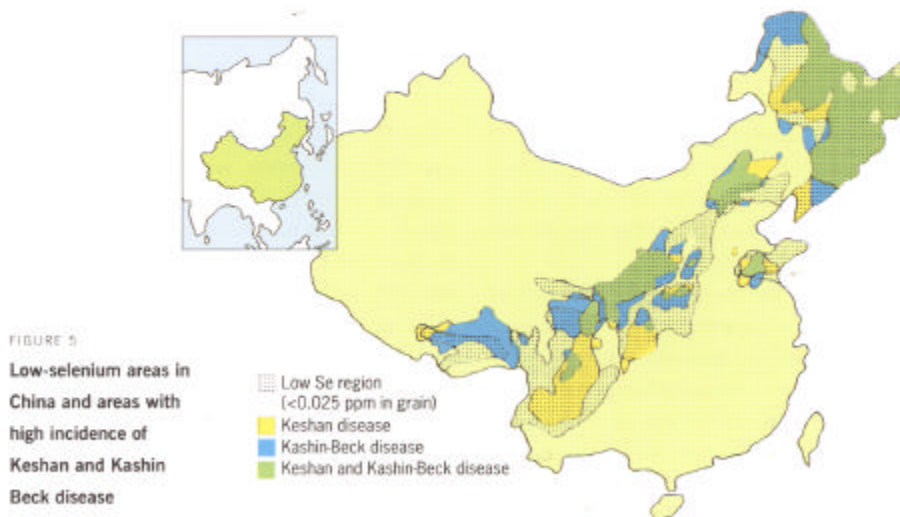 FIGURE 5
Low-selenium areas in
China and areas with
high incidence of
Keshan and Kashin
Beck disease
Low Se region
(<0.025 ppm in grain)
Keshan disease
Kashin-Beck disease
Keshan and Kashin-Beck disease